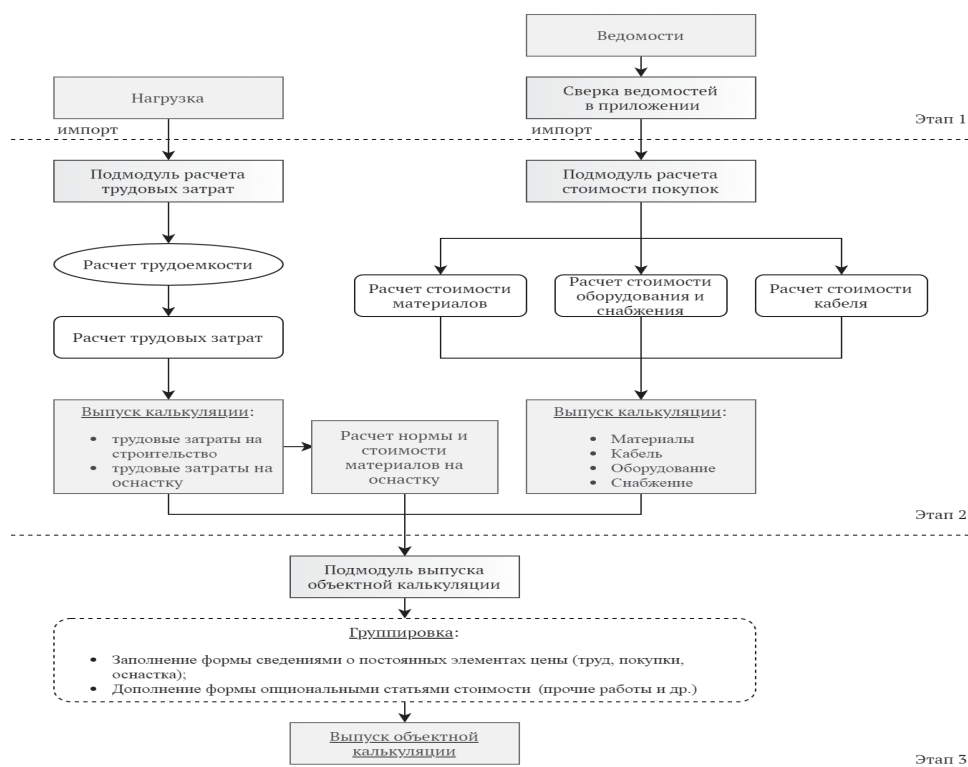 Ведомости
Нагрузка
Сверка ведомостей
в приложении
Этап 1
импорт
импорт
Подмодуль расчета
трудовых затрат
Подмодуль расчета
стоимости покупок
Расчет трудоемкости
Расчет стоимости
материалов
Расчет стоимости
оборудования и
снабжения
Расчет стоимости
кабеля
Расчет трудовых затрат
Выпуск калькуляции:
• трудовые затраты на
строительство
• трудовые затраты на
оснастку
Расчет нормы и
стоимости
материалов на
оснастку
Выпуск калькуляции:
• Материалы
• Кабель
• Оборудование
• Снабжение
Этап 2
Подмодуль выпуска
объектной калькуляции
Группировка:
• Заполнение формы сведениями о постоянных элементах цены (труд, покупки,
оснастка);
• Дополнение формы опциональными статьями стоимости (прочие работы и др.)
Выпуск объектной
калькуляции
Этап 3